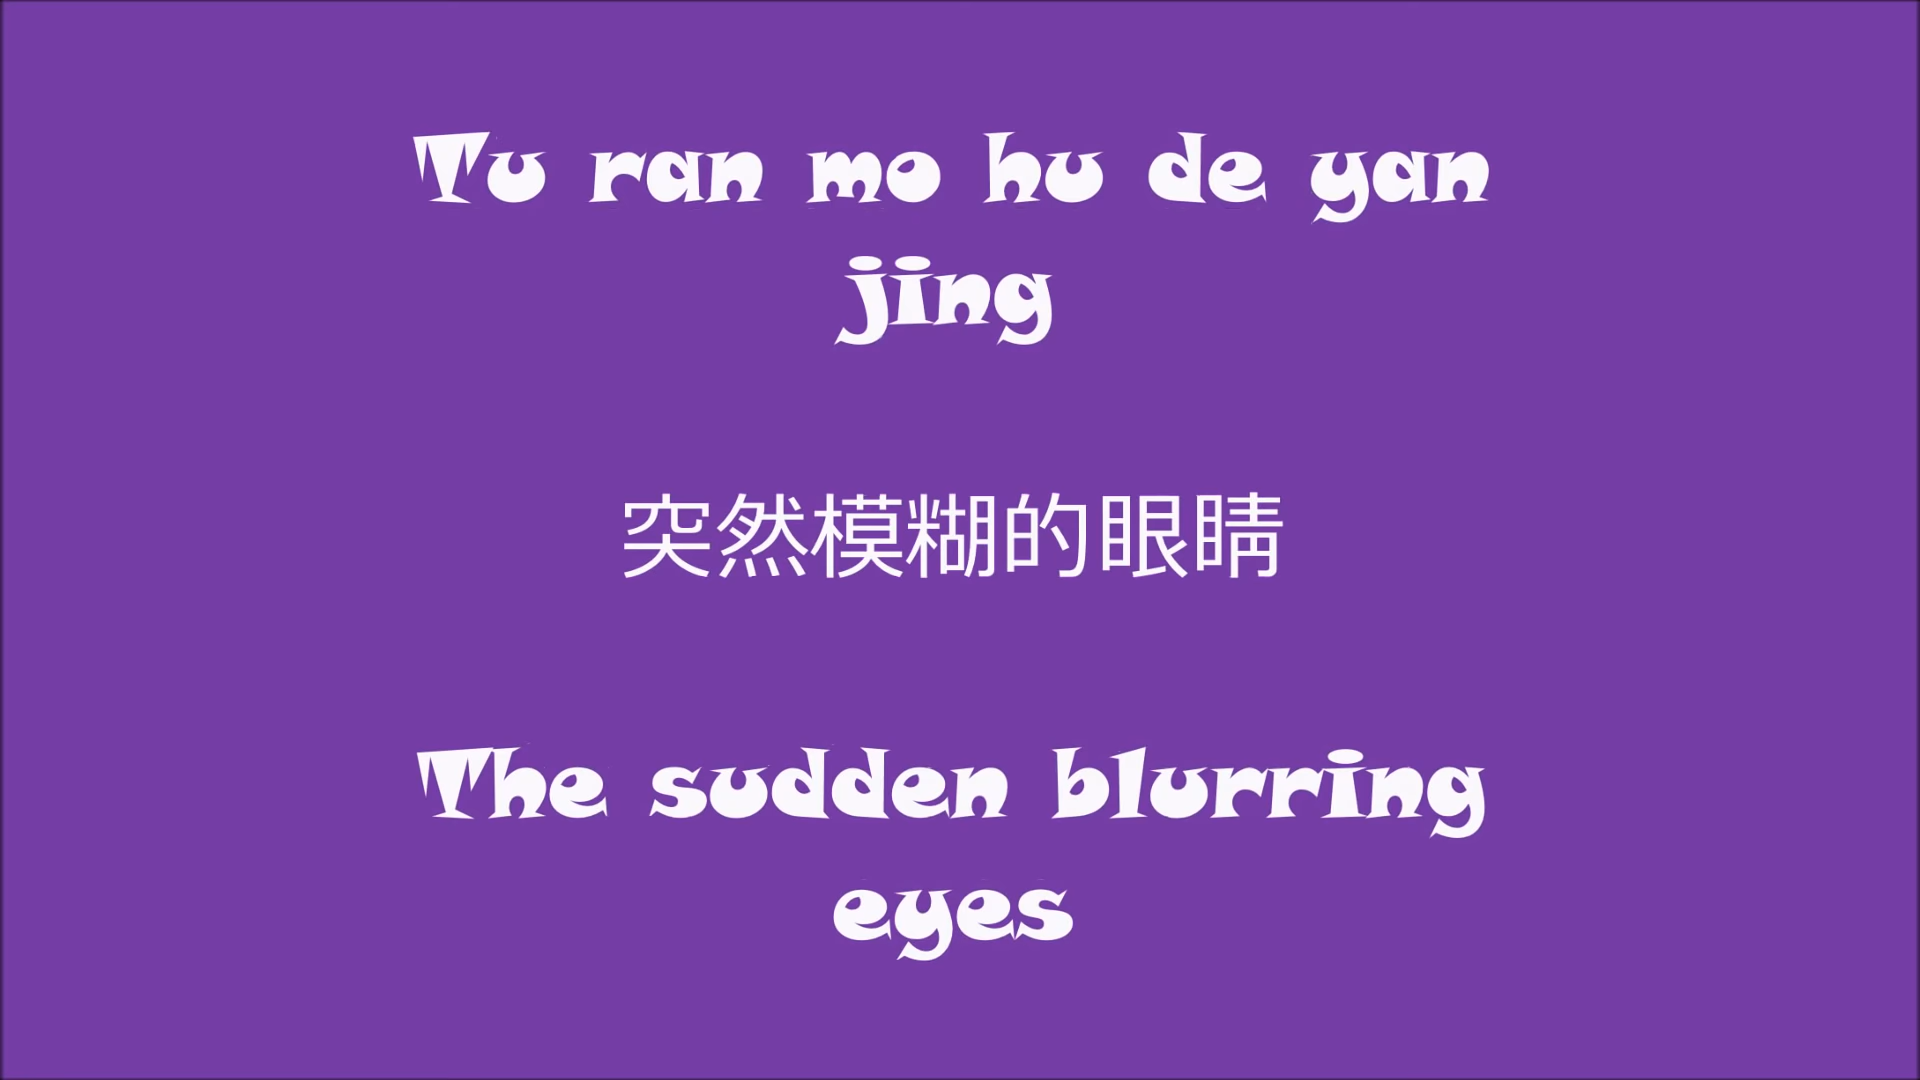 Tu ran mo hu de yan
jing
突然模糊的眼睛
The sudden blurring
eyes